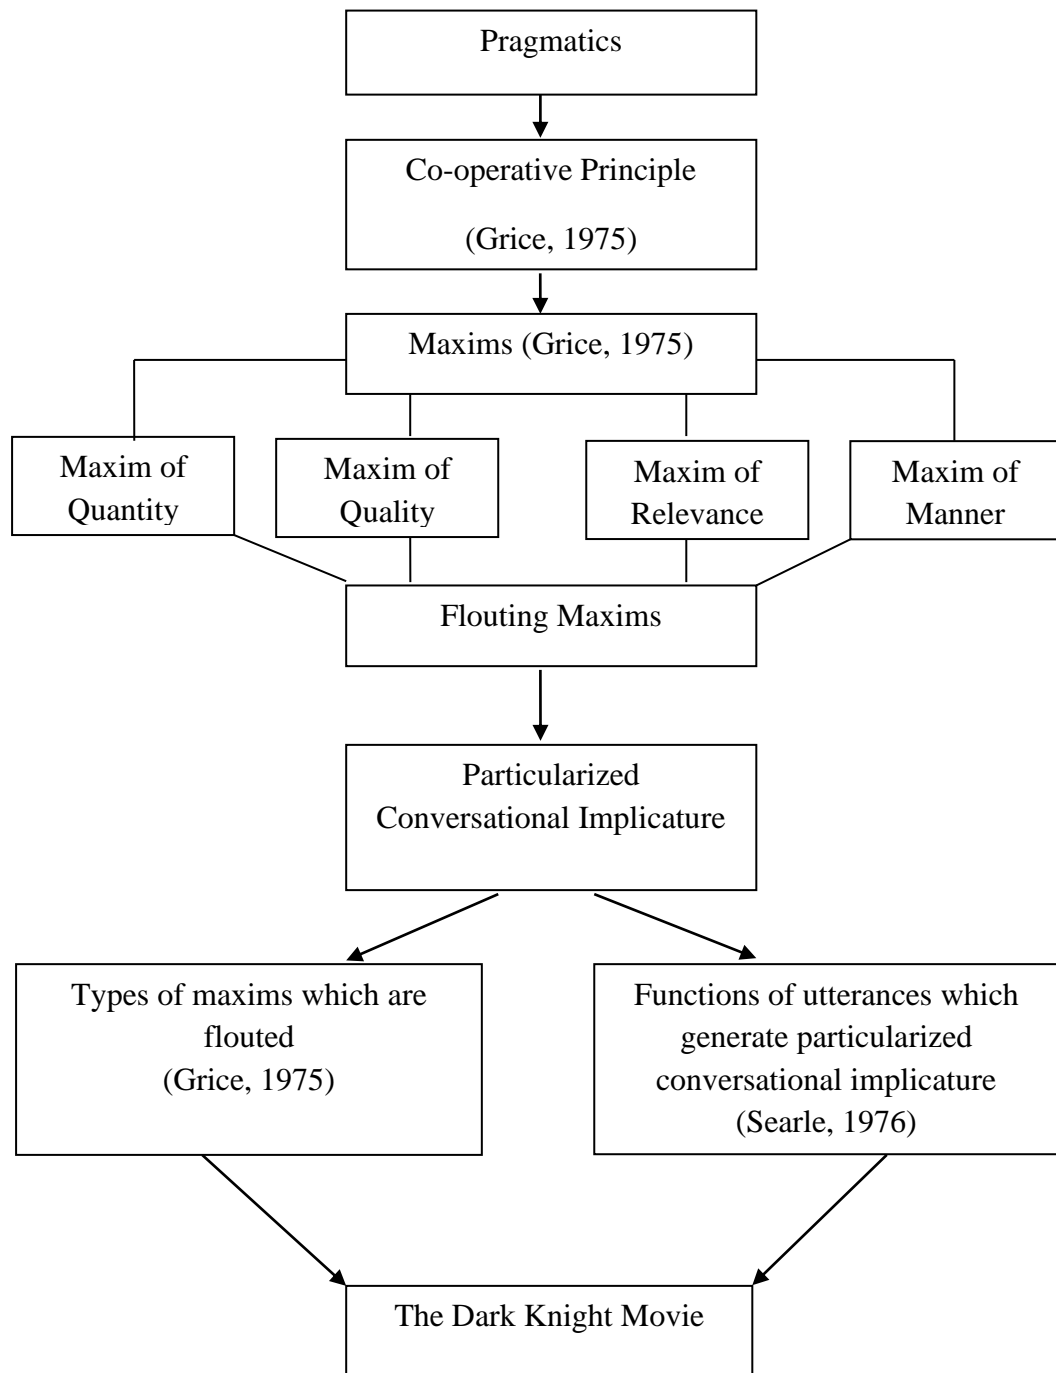 Pragmatics
Co-operative Principle
(Grice, 1975)
Maxims (Grice, 1975)
Maxim of
Quantity
Maxim of
Quality
Maxim of
Relevance
Maxim of
Manner
Flouting Maxims
Particularized
Conversational Implicature
Types of maxims which are
flouted
(Grice, 1975)
Functions of utterances which
generate particularized
conversational implicature
(Searle, 1976)
The Dark Knight Movie